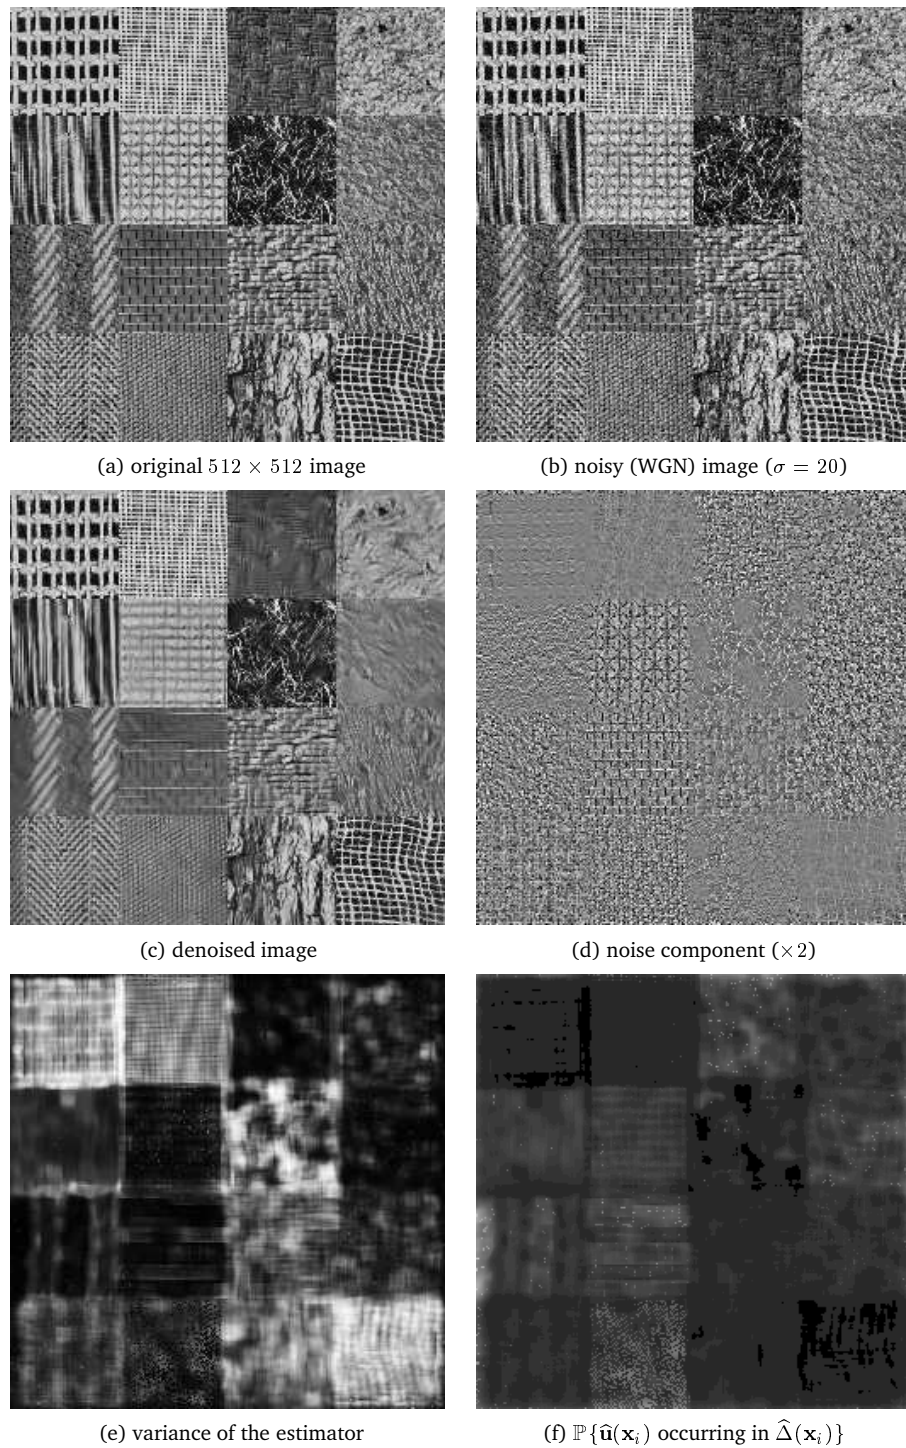 (a) original 512 × 512 image
(b) noisy (WGN) image (σ = 20)
(c) denoised image
(d) noise component (×2)
(e) variance of the estimator
(f) ℙ{û(xᵢ) occurring in Δ̂(xᵢ)}